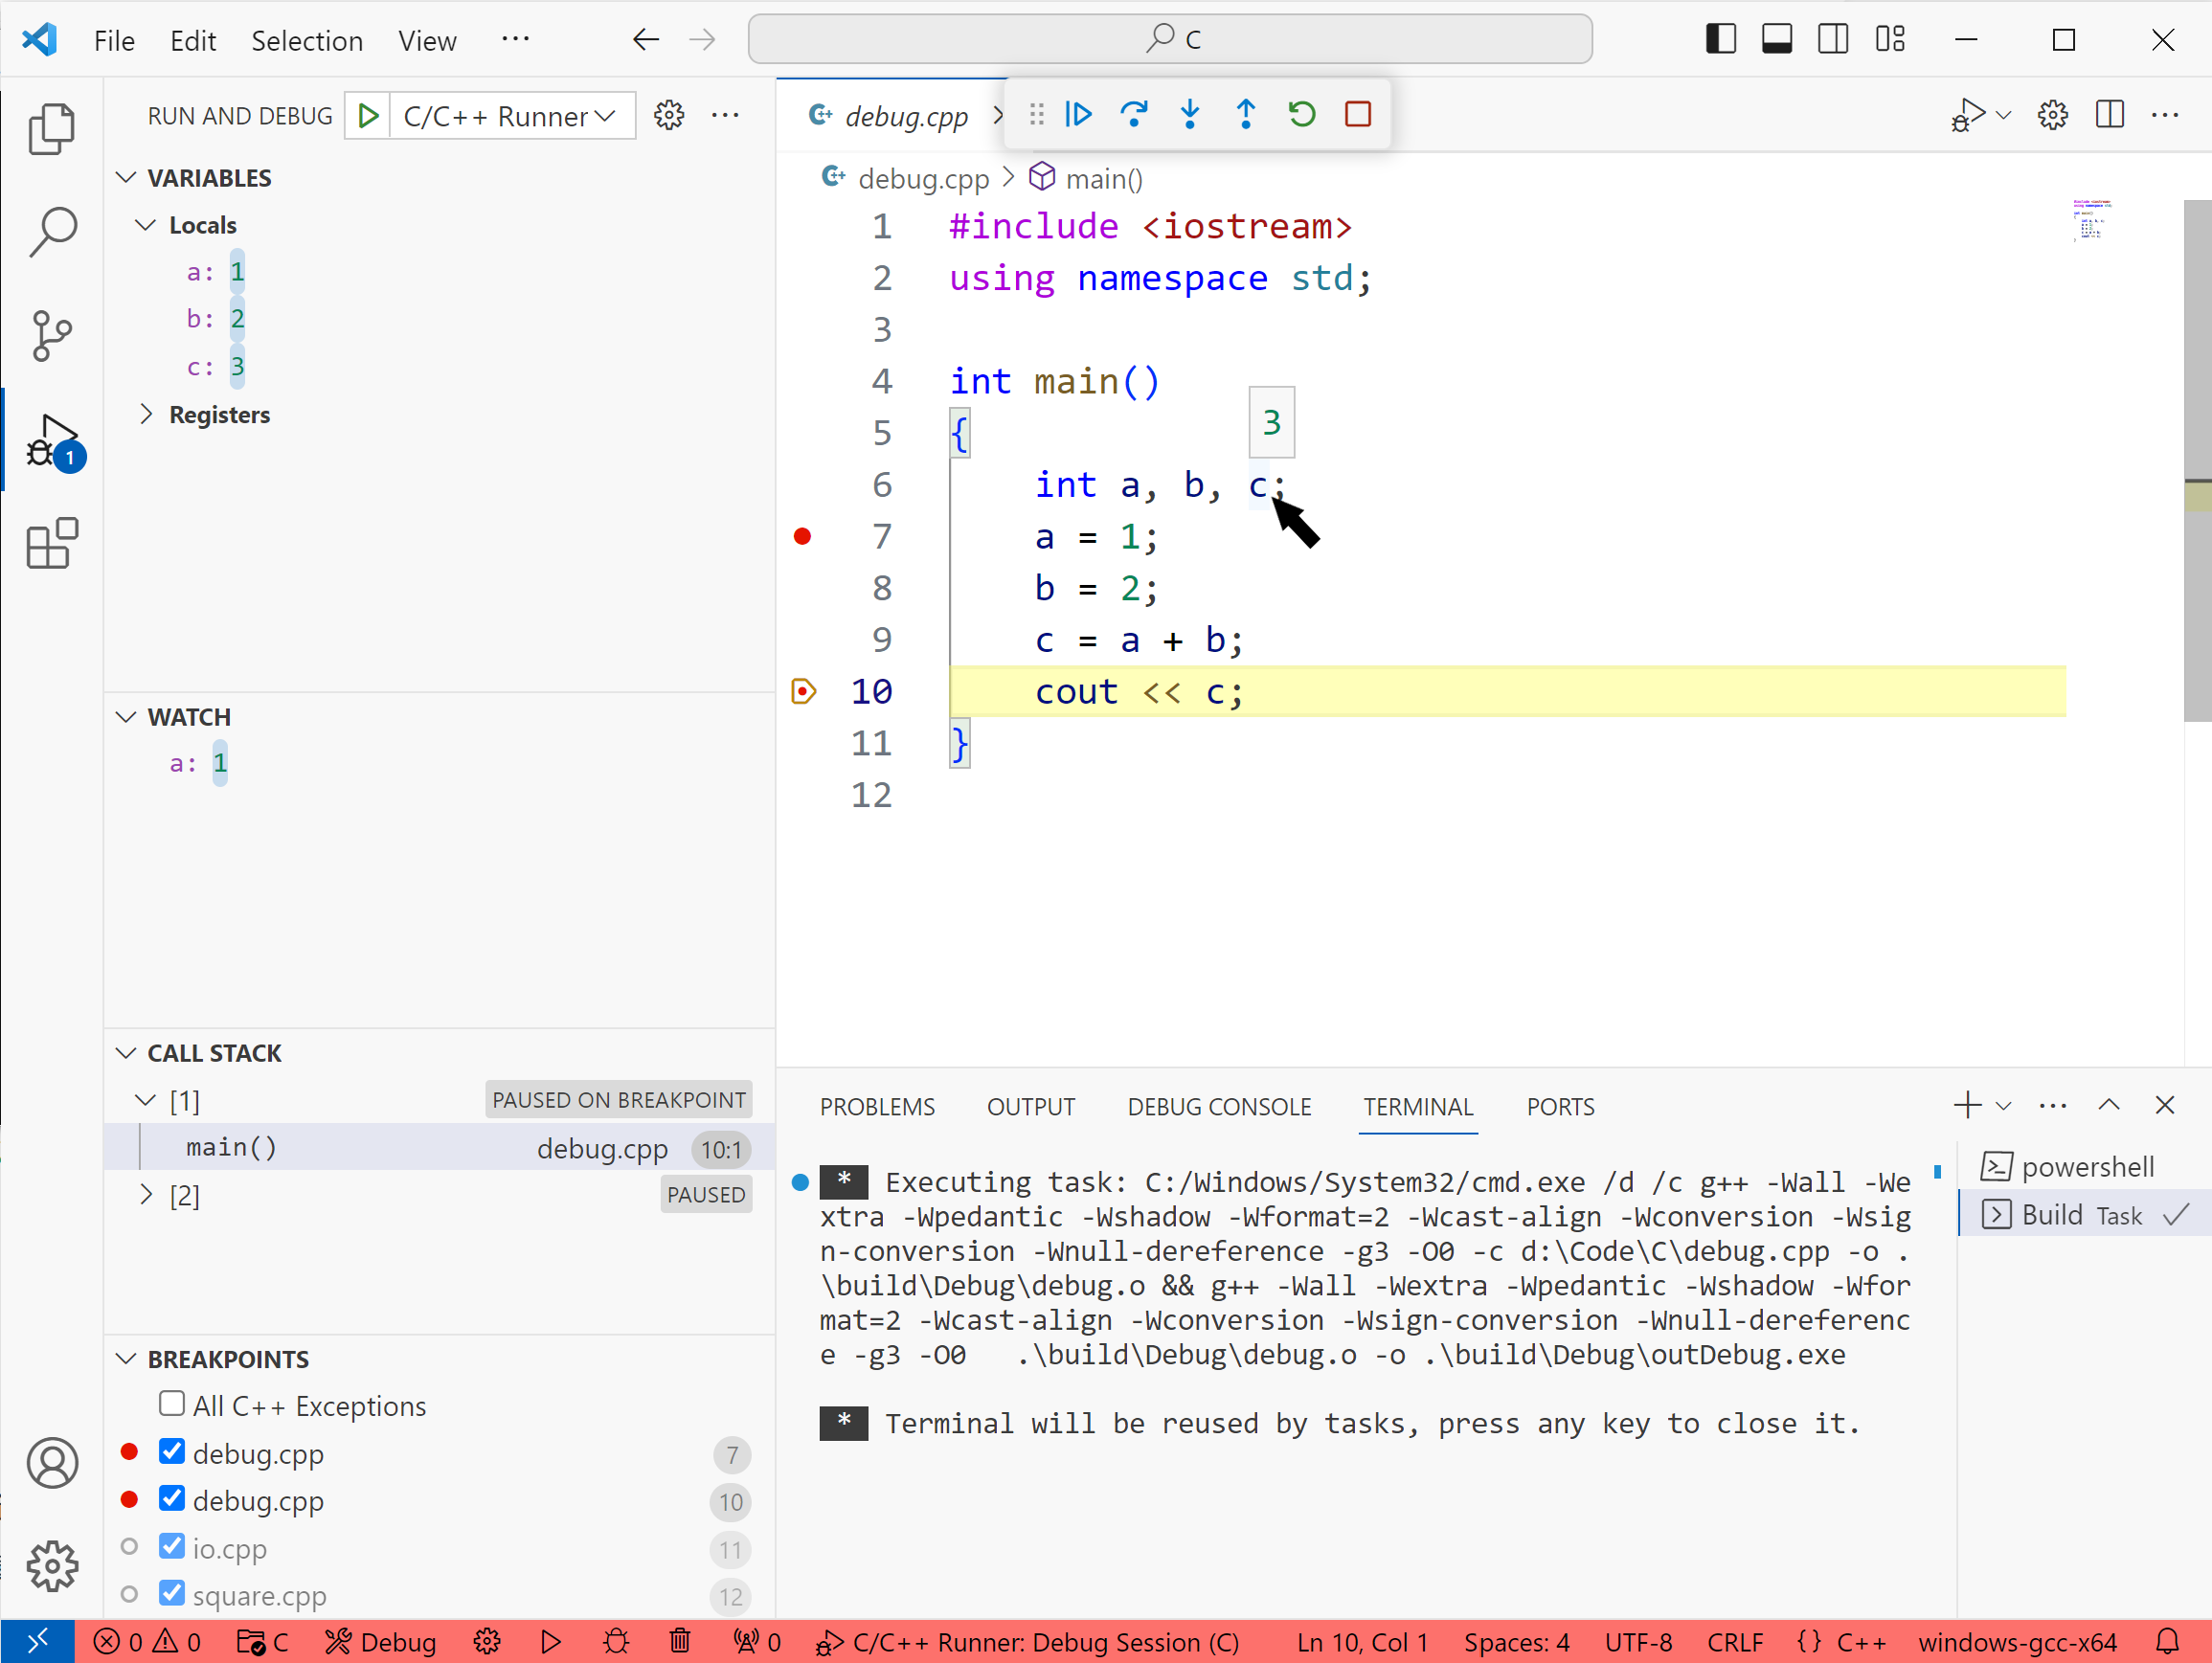 File Edit Selection View ··· C
RUN AND DEBUG C/C++ Runner
VARIABLES
Locals
a: 1
b: 2
c: 3
Registers
WATCH
a: 1
CALL STACK
[1] PAUSED ON BREAKPOINT
main() debug.cpp 10:1
[2] PAUSED
BREAKPOINTS
All C++ Exceptions
debug.cpp 7
debug.cpp 10
io.cpp 11
square.cpp 12
1
debug.cpp
debug.cpp > main()
1 #include <iostream>
2 using namespace std;
3
4 int main()
3
5 {
6 int a, b, c;
7 a = 1;
8 b = 2;
9 c = a + b;
10 cout << c;
11 }
12
PROBLEMS OUTPUT DEBUG CONSOLE TERMINAL PORTS
* Executing task: C:/Windows/System32/cmd.exe /d /c g++ -Wall -We
xtra -Wpedantic -Wshadow -Wformat=2 -Wcast-align -Wconversion -Wsig
n-conversion -Wnull-dereference -g3 -O0 -c d:\Code\C\debug.cpp -o .
\build\Debug\debug.o && g++ -Wall -Wextra -Wpedantic -Wshadow -Wfor
mat=2 -Wcast-align -Wconversion -Wsign-conversion -Wnull-dereferenc
e -g3 -O0   .\build\Debug\debug.o -o .\build\Debug\outDebug.exe
* Terminal will be reused by tasks, press any key to close it.
powershell
Build Task
0 0 C Debug 0 C/C++ Runner: Debug Session (C) Ln 10, Col 1 Spaces: 4 UTF-8 CRLF {} C++ windows-gcc-x64